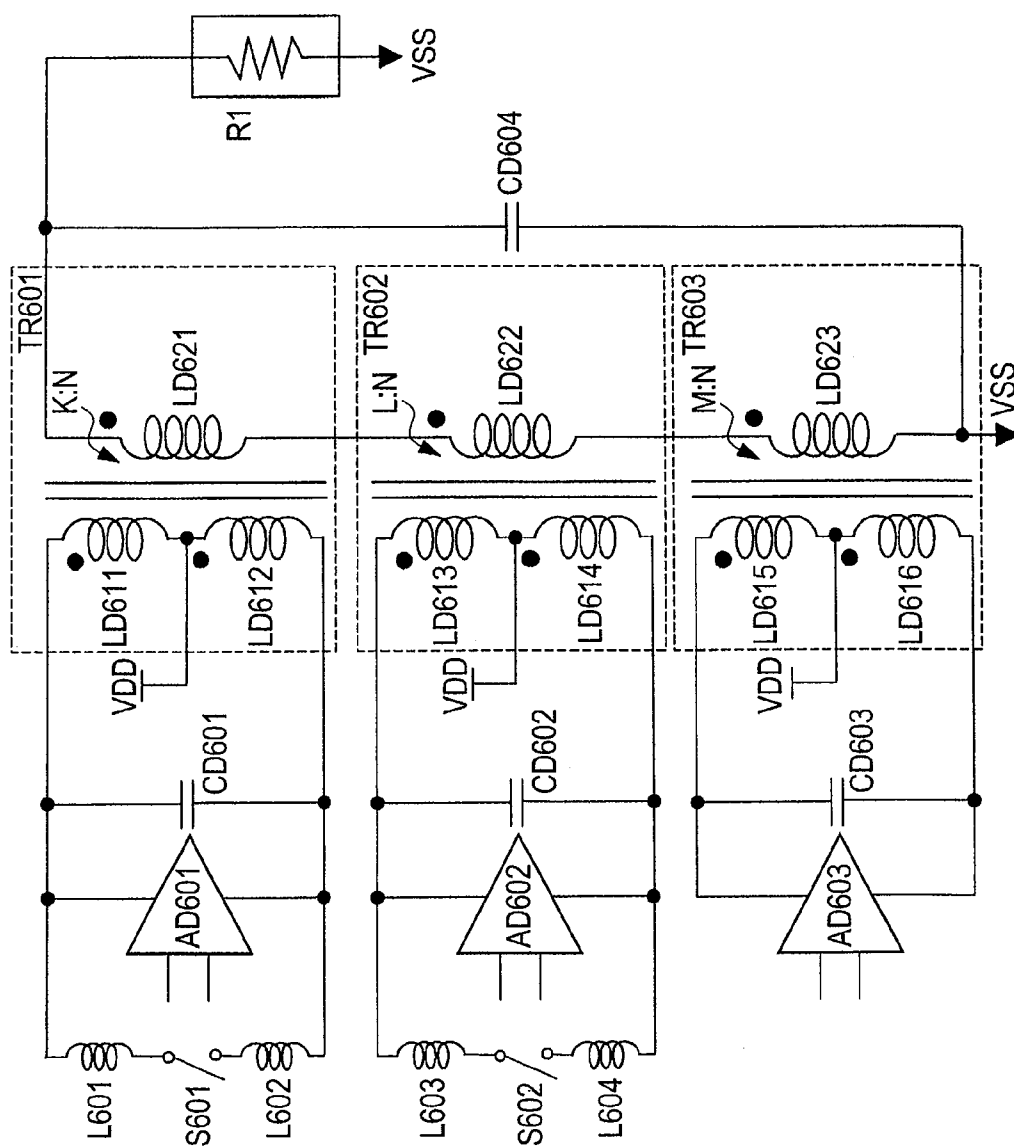 TR601
K:N
LD621
LD611
LD612
VDD
CD601
AD601
L601
S601
L602
R1
VSS
CD604
TR602
L:N
LD622
LD613
LD614
VDD
CD602
AD602
L603
S602
L604
TR603
M:N
LD623
LD615
LD616
VDD
CD603
AD603
VSS